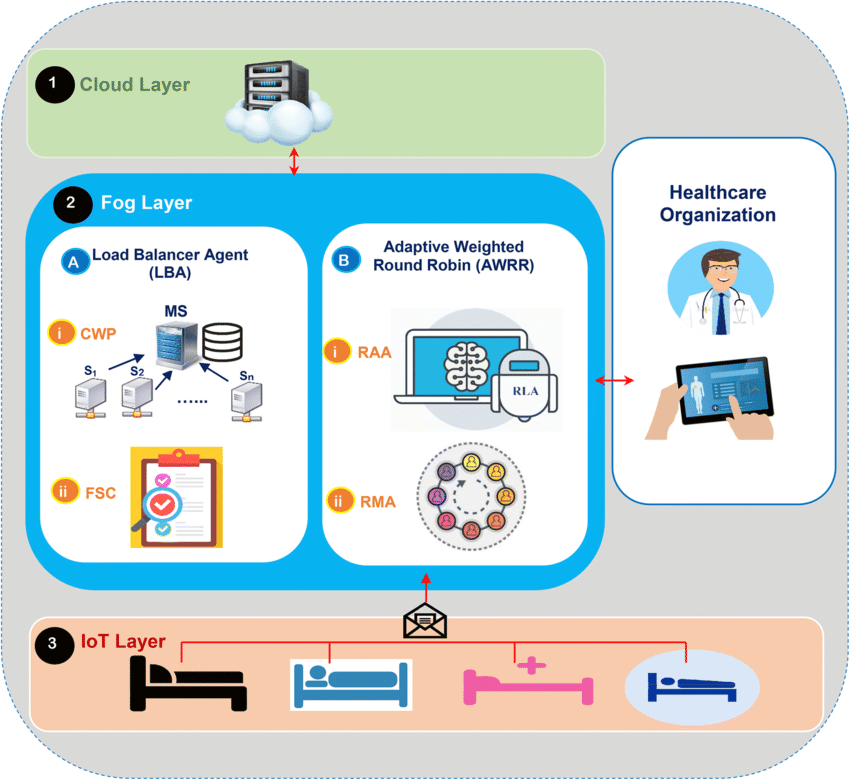 1
Cloud Layer
2
Fog Layer
A
Load Balancer Agent
(LBA)
i
CWP
MS
S1
S2
......
Sn
ii
FSC
B
Adaptive Weighted
Round Robin (AWRR)
i
RAA
RLA
ii
RMA
Healthcare
Organization
3
IoT Layer